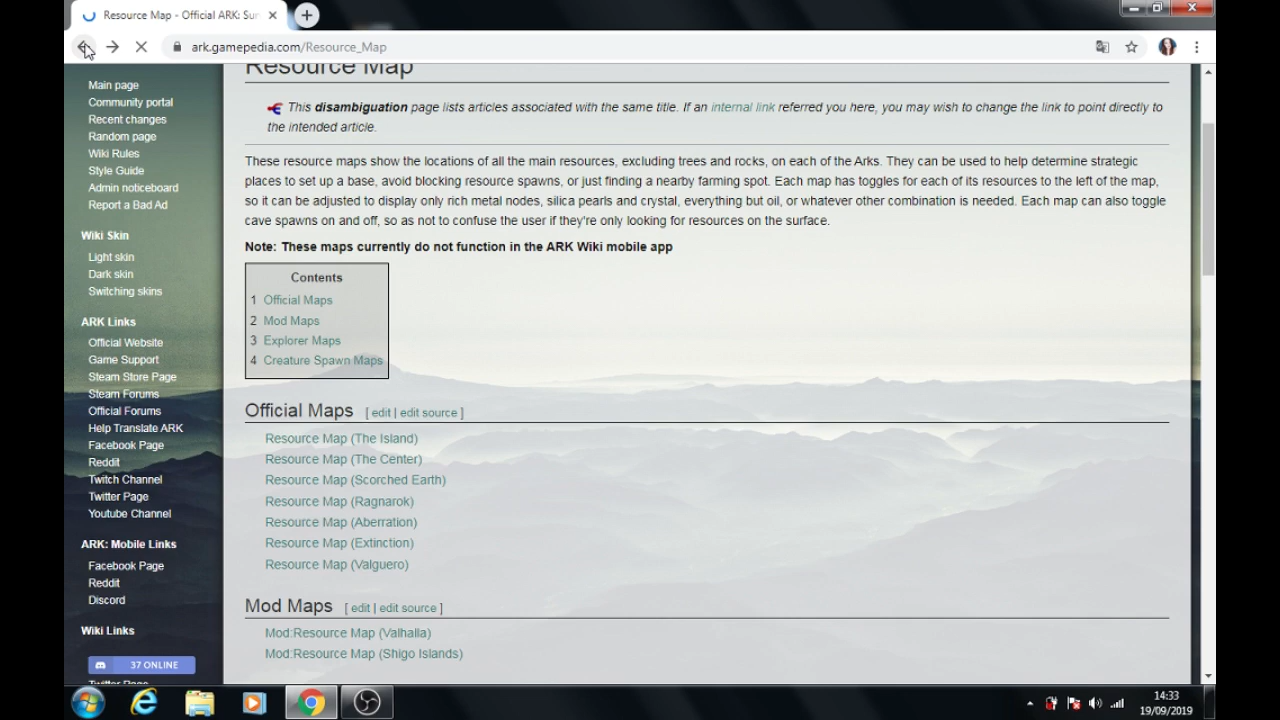 Resource Map - Official ARK: Sur
ark.gamepedia.com/Resource_Map
Main page
Community portal
Recent changes
Random page
Wiki Rules
Style Guide
Admin noticeboard
Report a Bad Ad
Wiki Skin
Light skin
Dark skin
Switching skins
ARK Links
Official Website
Game Support
Steam Store Page
Steam Forums
Official Forums
Help Translate ARK
Facebook Page
Reddit
Twitch Channel
Twitter Page
Youtube Channel
ARK: Mobile Links
Facebook Page
Reddit
Discord
Wiki Links
37 ONLINE
Twitter Page
Resource Map
This disambiguation page lists articles associated with the same title. If an internal link referred you here, you may wish to change the link to point directly to
the intended article.
These resource maps show the locations of all the main resources, excluding trees and rocks, on each of the Arks. They can be used to help determine strategic
places to set up a base, avoid blocking resource spawns, or just finding a nearby farming spot. Each map has toggles for each of its resources to the left of the map,
so it can be adjusted to display only rich metal nodes, silica pearls and crystal, everything but oil, or whatever other combination is needed. Each map can also toggle
cave spawns on and off, so as not to confuse the user if they're only looking for resources on the surface.
Note: These maps currently do not function in the ARK Wiki mobile app
Contents
1 Official Maps
2 Mod Maps
3 Explorer Maps
4 Creature Spawn Maps
Official Maps [ edit | edit source ]
Resource Map (The Island)
Resource Map (The Center)
Resource Map (Scorched Earth)
Resource Map (Ragnarok)
Resource Map (Aberration)
Resource Map (Extinction)
Resource Map (Valguero)
Mod Maps [ edit | edit source ]
Mod:Resource Map (Valhalla)
Mod:Resource Map (Shigo Islands)
14:33
19/09/2019